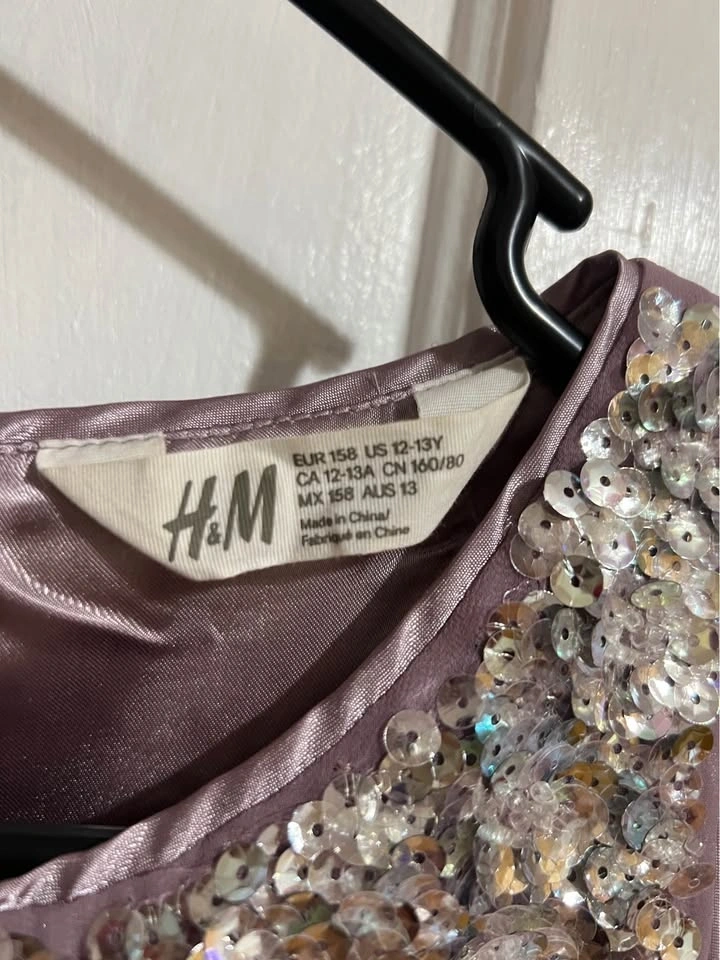 H&M
EUR 158 US 12-13Y
CA 12-13A CN 160/80
MX 158 AUS 13
Made in China/
Fabriqué en Chine